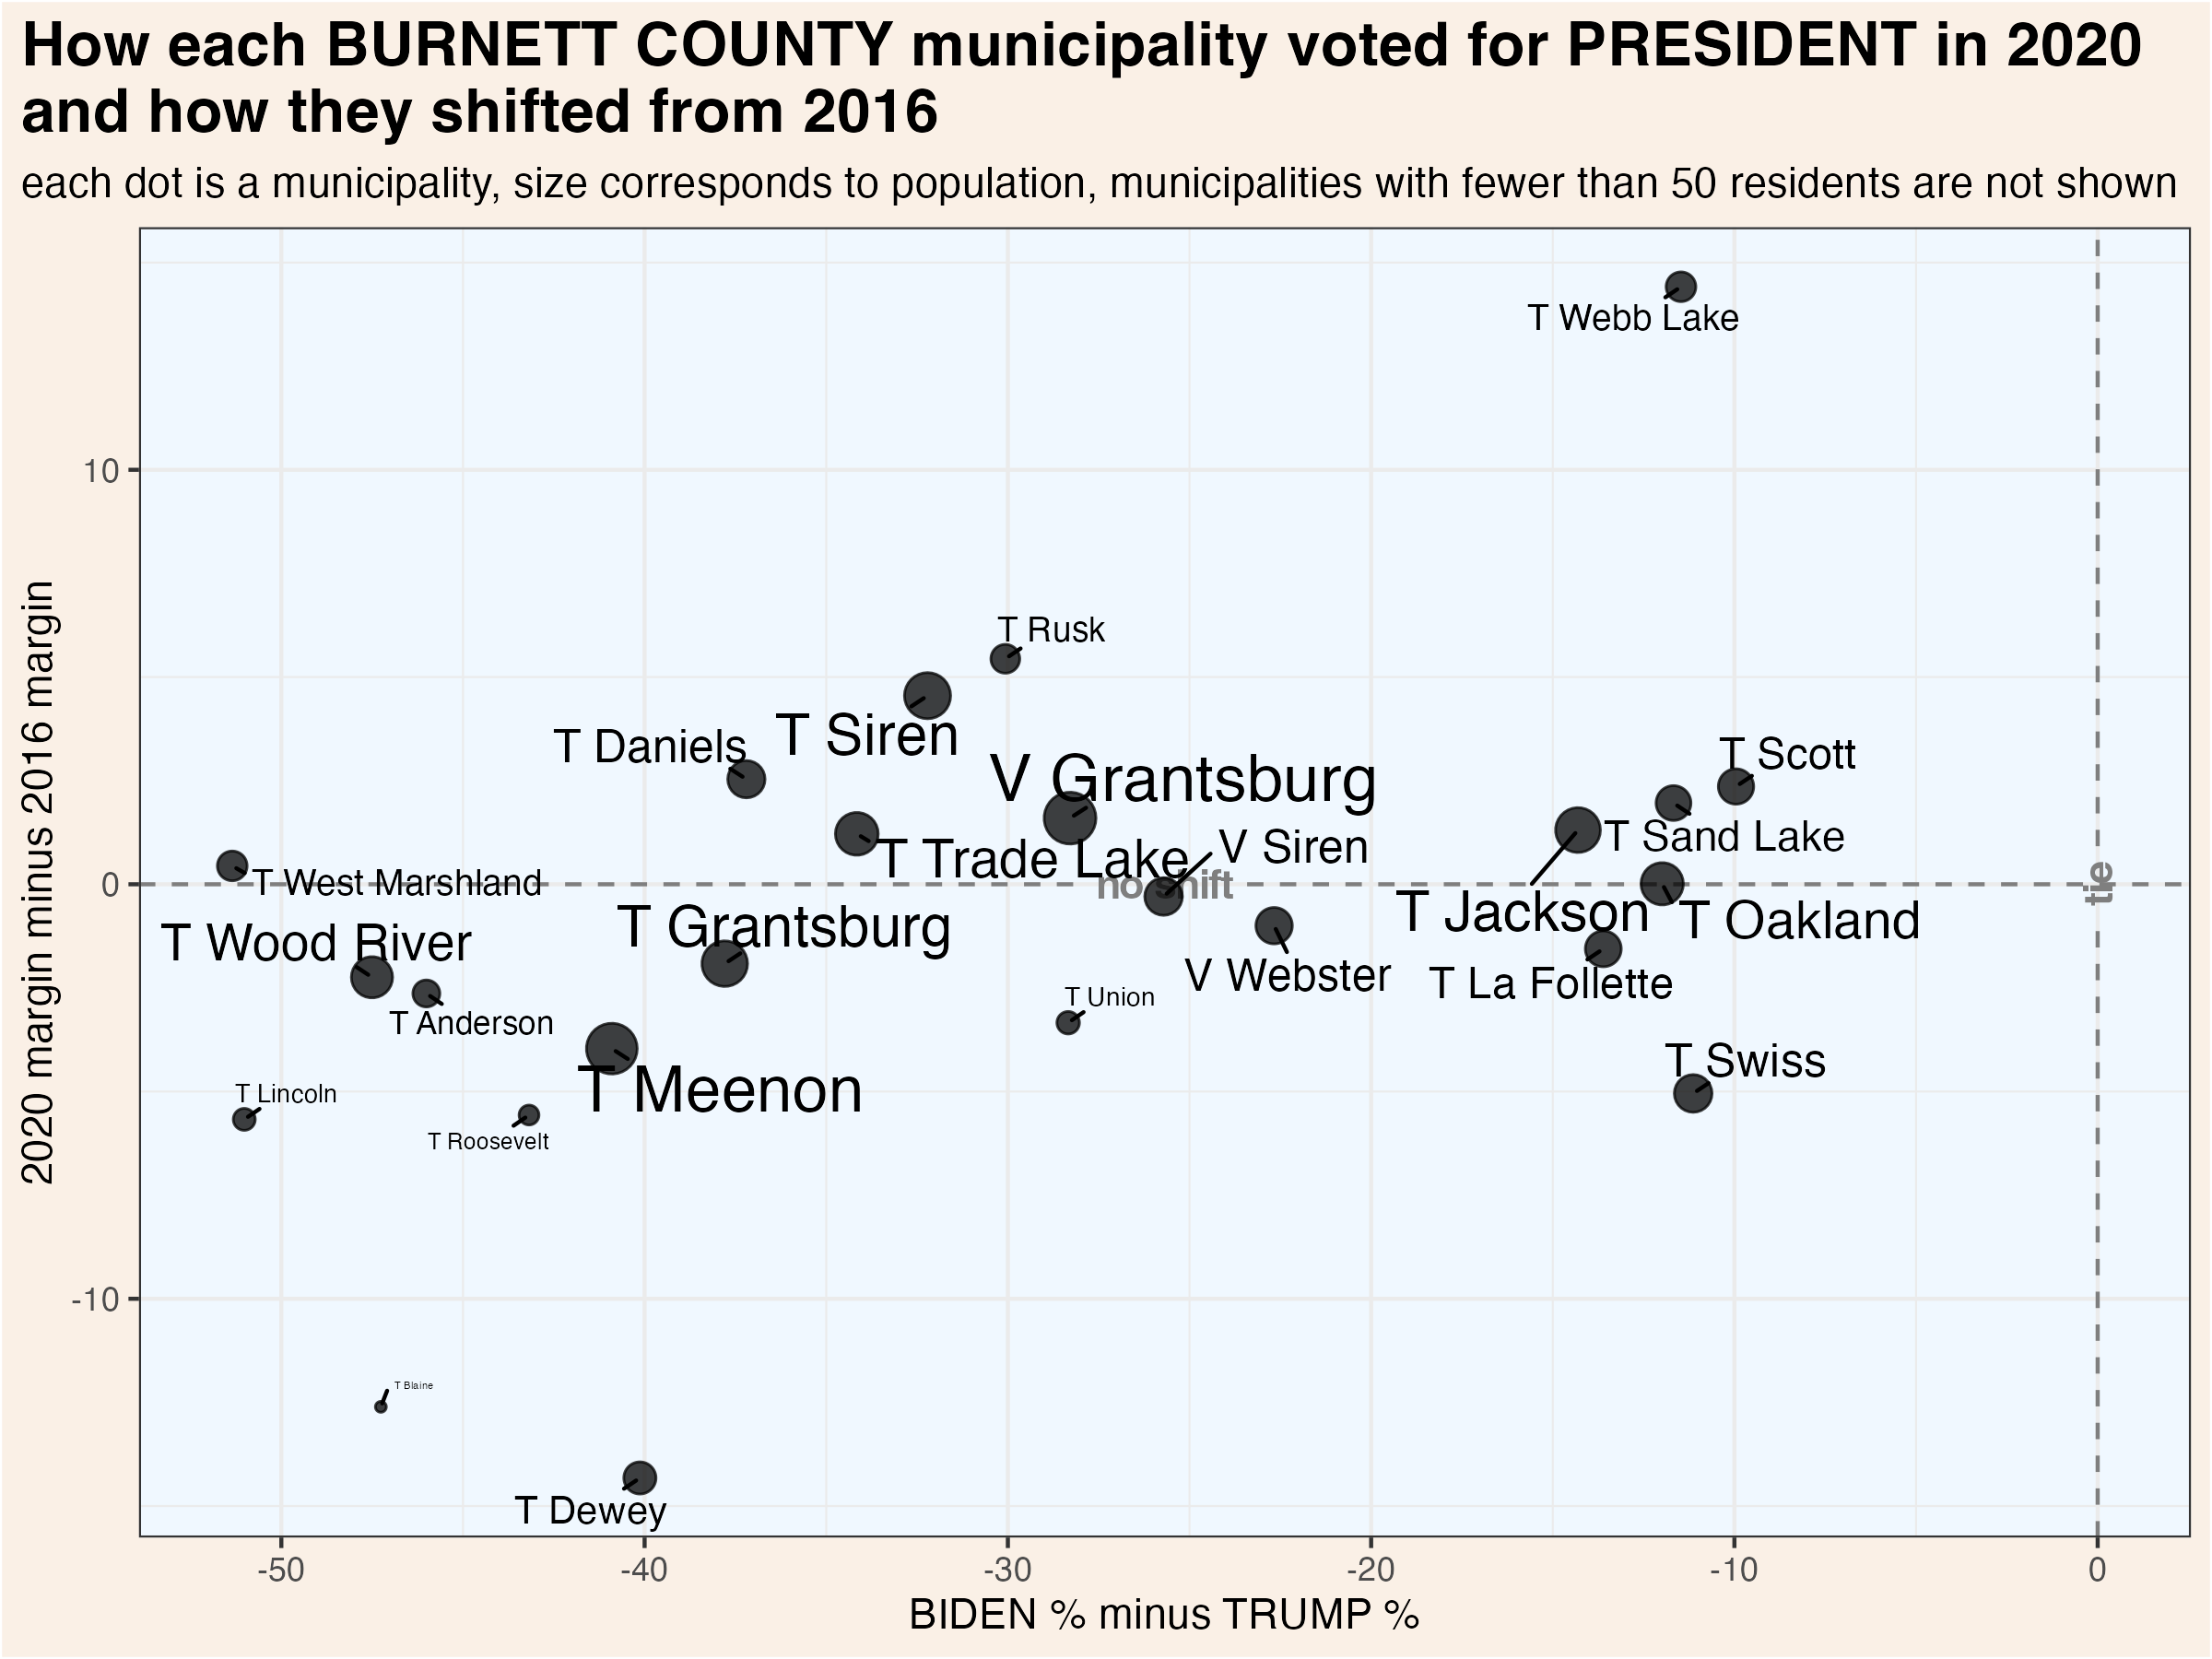 How each BURNETT COUNTY municipality voted for PRESIDENT in 2020
and how they shifted from 2016
each dot is a municipality, size corresponds to population, municipalities with fewer than 50 residents are not shown
2020 margin minus 2016 margin
10
0
-10
T Webb Lake
T Rusk
T Siren
T Daniels
V Grantsburg
T Scott
T Sand Lake
T Trade Lake
V Siren
T West Marshland
no shift
tie
T Jackson
T Oakland
T Grantsburg
T Wood River
V Webster
T La Follette
T Union
T Anderson
T Swiss
T Meenon
T Lincoln
T Roosevelt
T Blaine
T Dewey
-50
-40
-30
-20
-10
0
BIDEN % minus TRUMP %